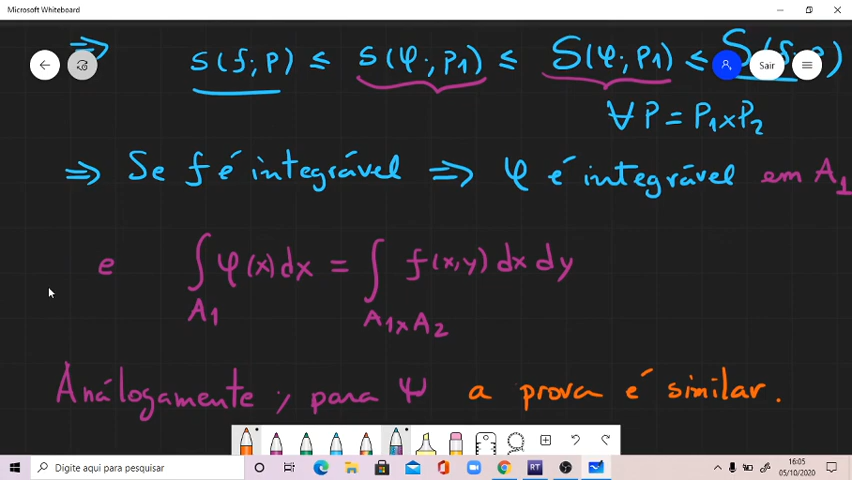 Microsoft Whiteboard
⇒ s(f; P) ≤ s(φ; P1) ≤ S(φ; P1) ≤ S(f; P)
Sair
∀ P = P1 x P2
⇒ Se f é integrável ⇒ φ é integrável em A1
e ∫A1 φ(x) dx = ∫A1xA2 f(x,y) dx dy
Análogamente, para ψ a prova é similar.
Digite aqui para pesquisar
RT
16:05
05/10/2020